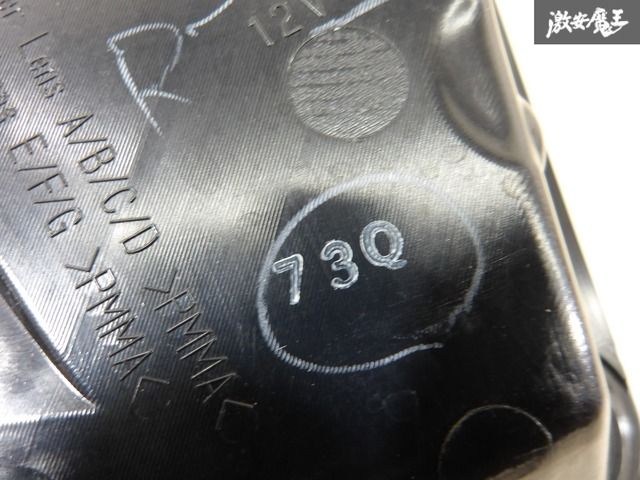 激安魔王
R
12V
Lens A/B/C/D >PMMA<
E/F/G >PMMA<
73Q